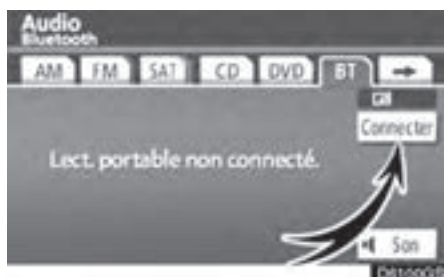 Audio
Bluetooth
AM FM SAT CD DVD BT
Connecter
Lect. portable non connecté.
Son